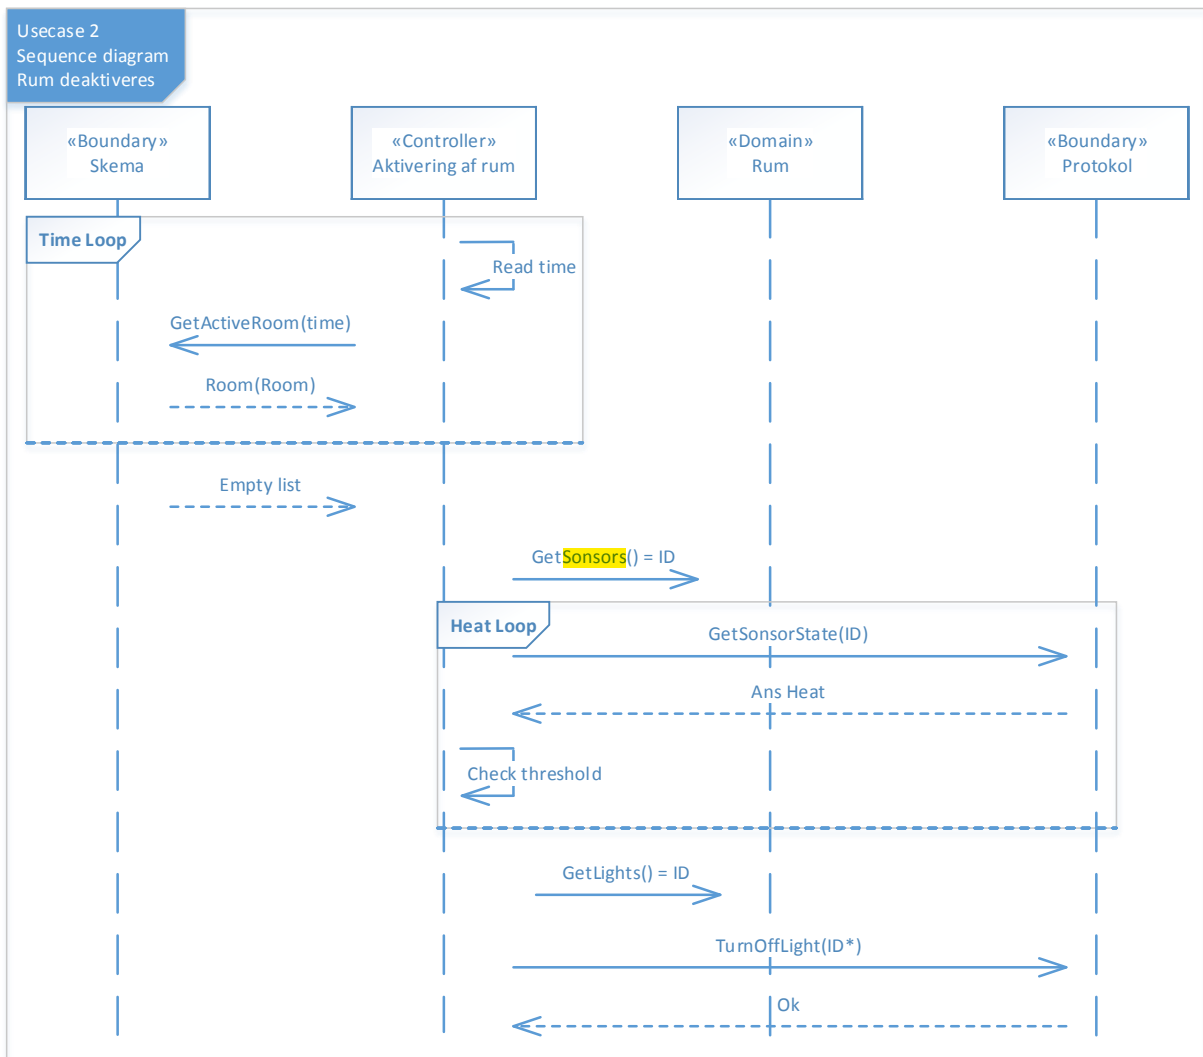 Usecase 2
Sequence diagram
Rum deaktiveres
«Boundary»
Skema
«Controller»
Aktivering af rum
«Domain»
Rum
«Boundary»
Protokol
Time Loop
Read time
GetActiveRoom(time)
Room(Room)
Empty list
GetSonsors() = ID
Heat Loop
GetSonsorState(ID)
Ans Heat
Check threshold
GetLights() = ID
TurnOffLight(ID*)
Ok